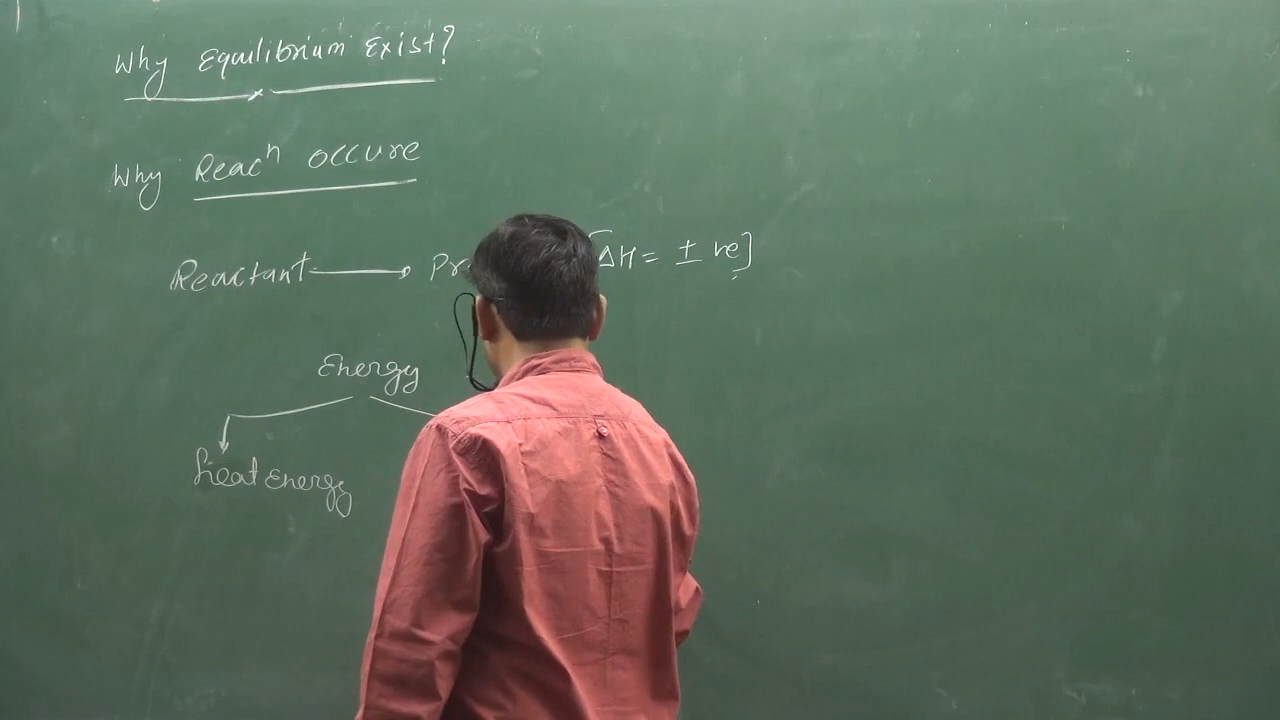 Why Equilibrium Exist?
Why Reacⁿ occure
Reactant → Pr [ΔH = ± ve]
Energy
Heat Energy